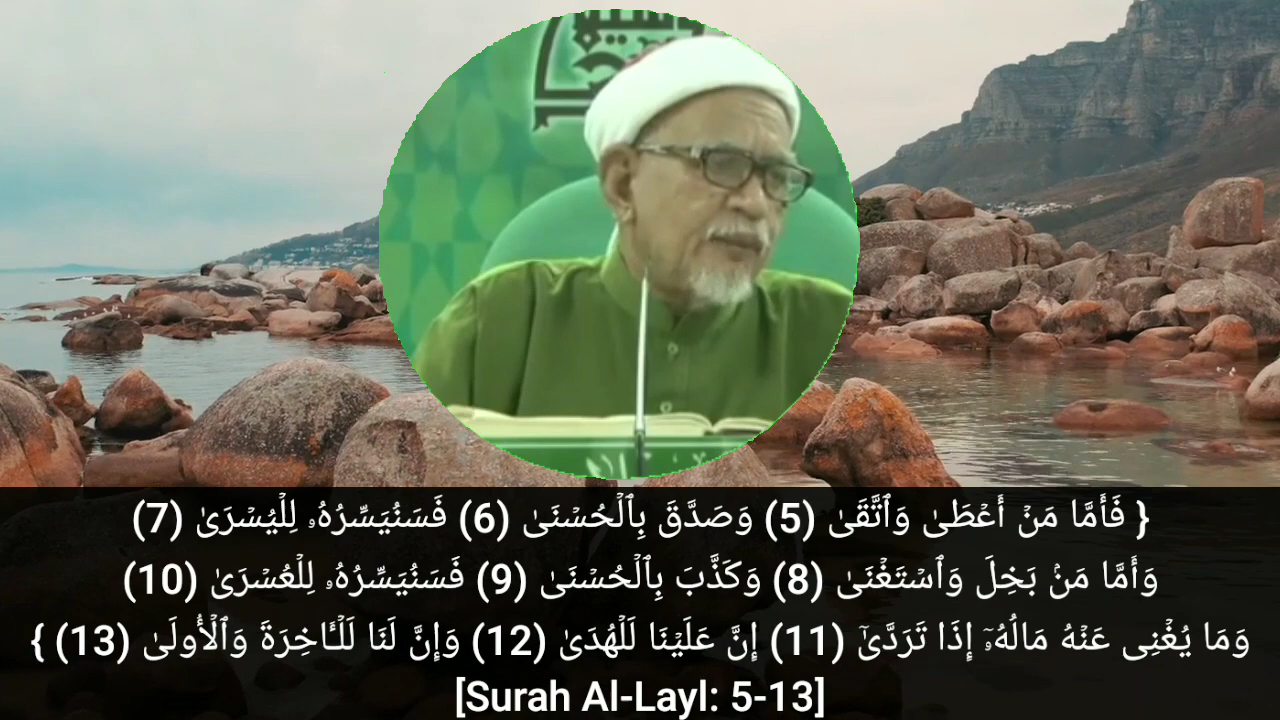 { فَأَمَّا مَنۡ أَعۡطَىٰ وَٱتَّقَىٰ (5) وَصَدَّقَ بِٱلۡحُسۡنَىٰ (6) فَسَنُیَسِّرُهُۥ لِلۡیُسۡرَىٰ (7)
وَأَمَّا مَنۢ بَخِلَ وَٱسۡتَغۡنَىٰ (8) وَكَذَّبَ بِٱلۡحُسۡنَىٰ (9) فَسَنُیَسِّرُهُۥ لِلۡعُسۡرَىٰ (10)
وَمَا یُغۡنِی عَنۡهُ مَالُهُۥۤ إِذَا تَرَدَّىٰۤ (11) إِنَّ عَلَیۡنَا لَلۡهُدَىٰ (12) وَإِنَّ لَنَا لَلۡـَٔاخِرَةَ وَٱلۡأُولَىٰ (13) }
[Surah Al-Layl: 5-13]